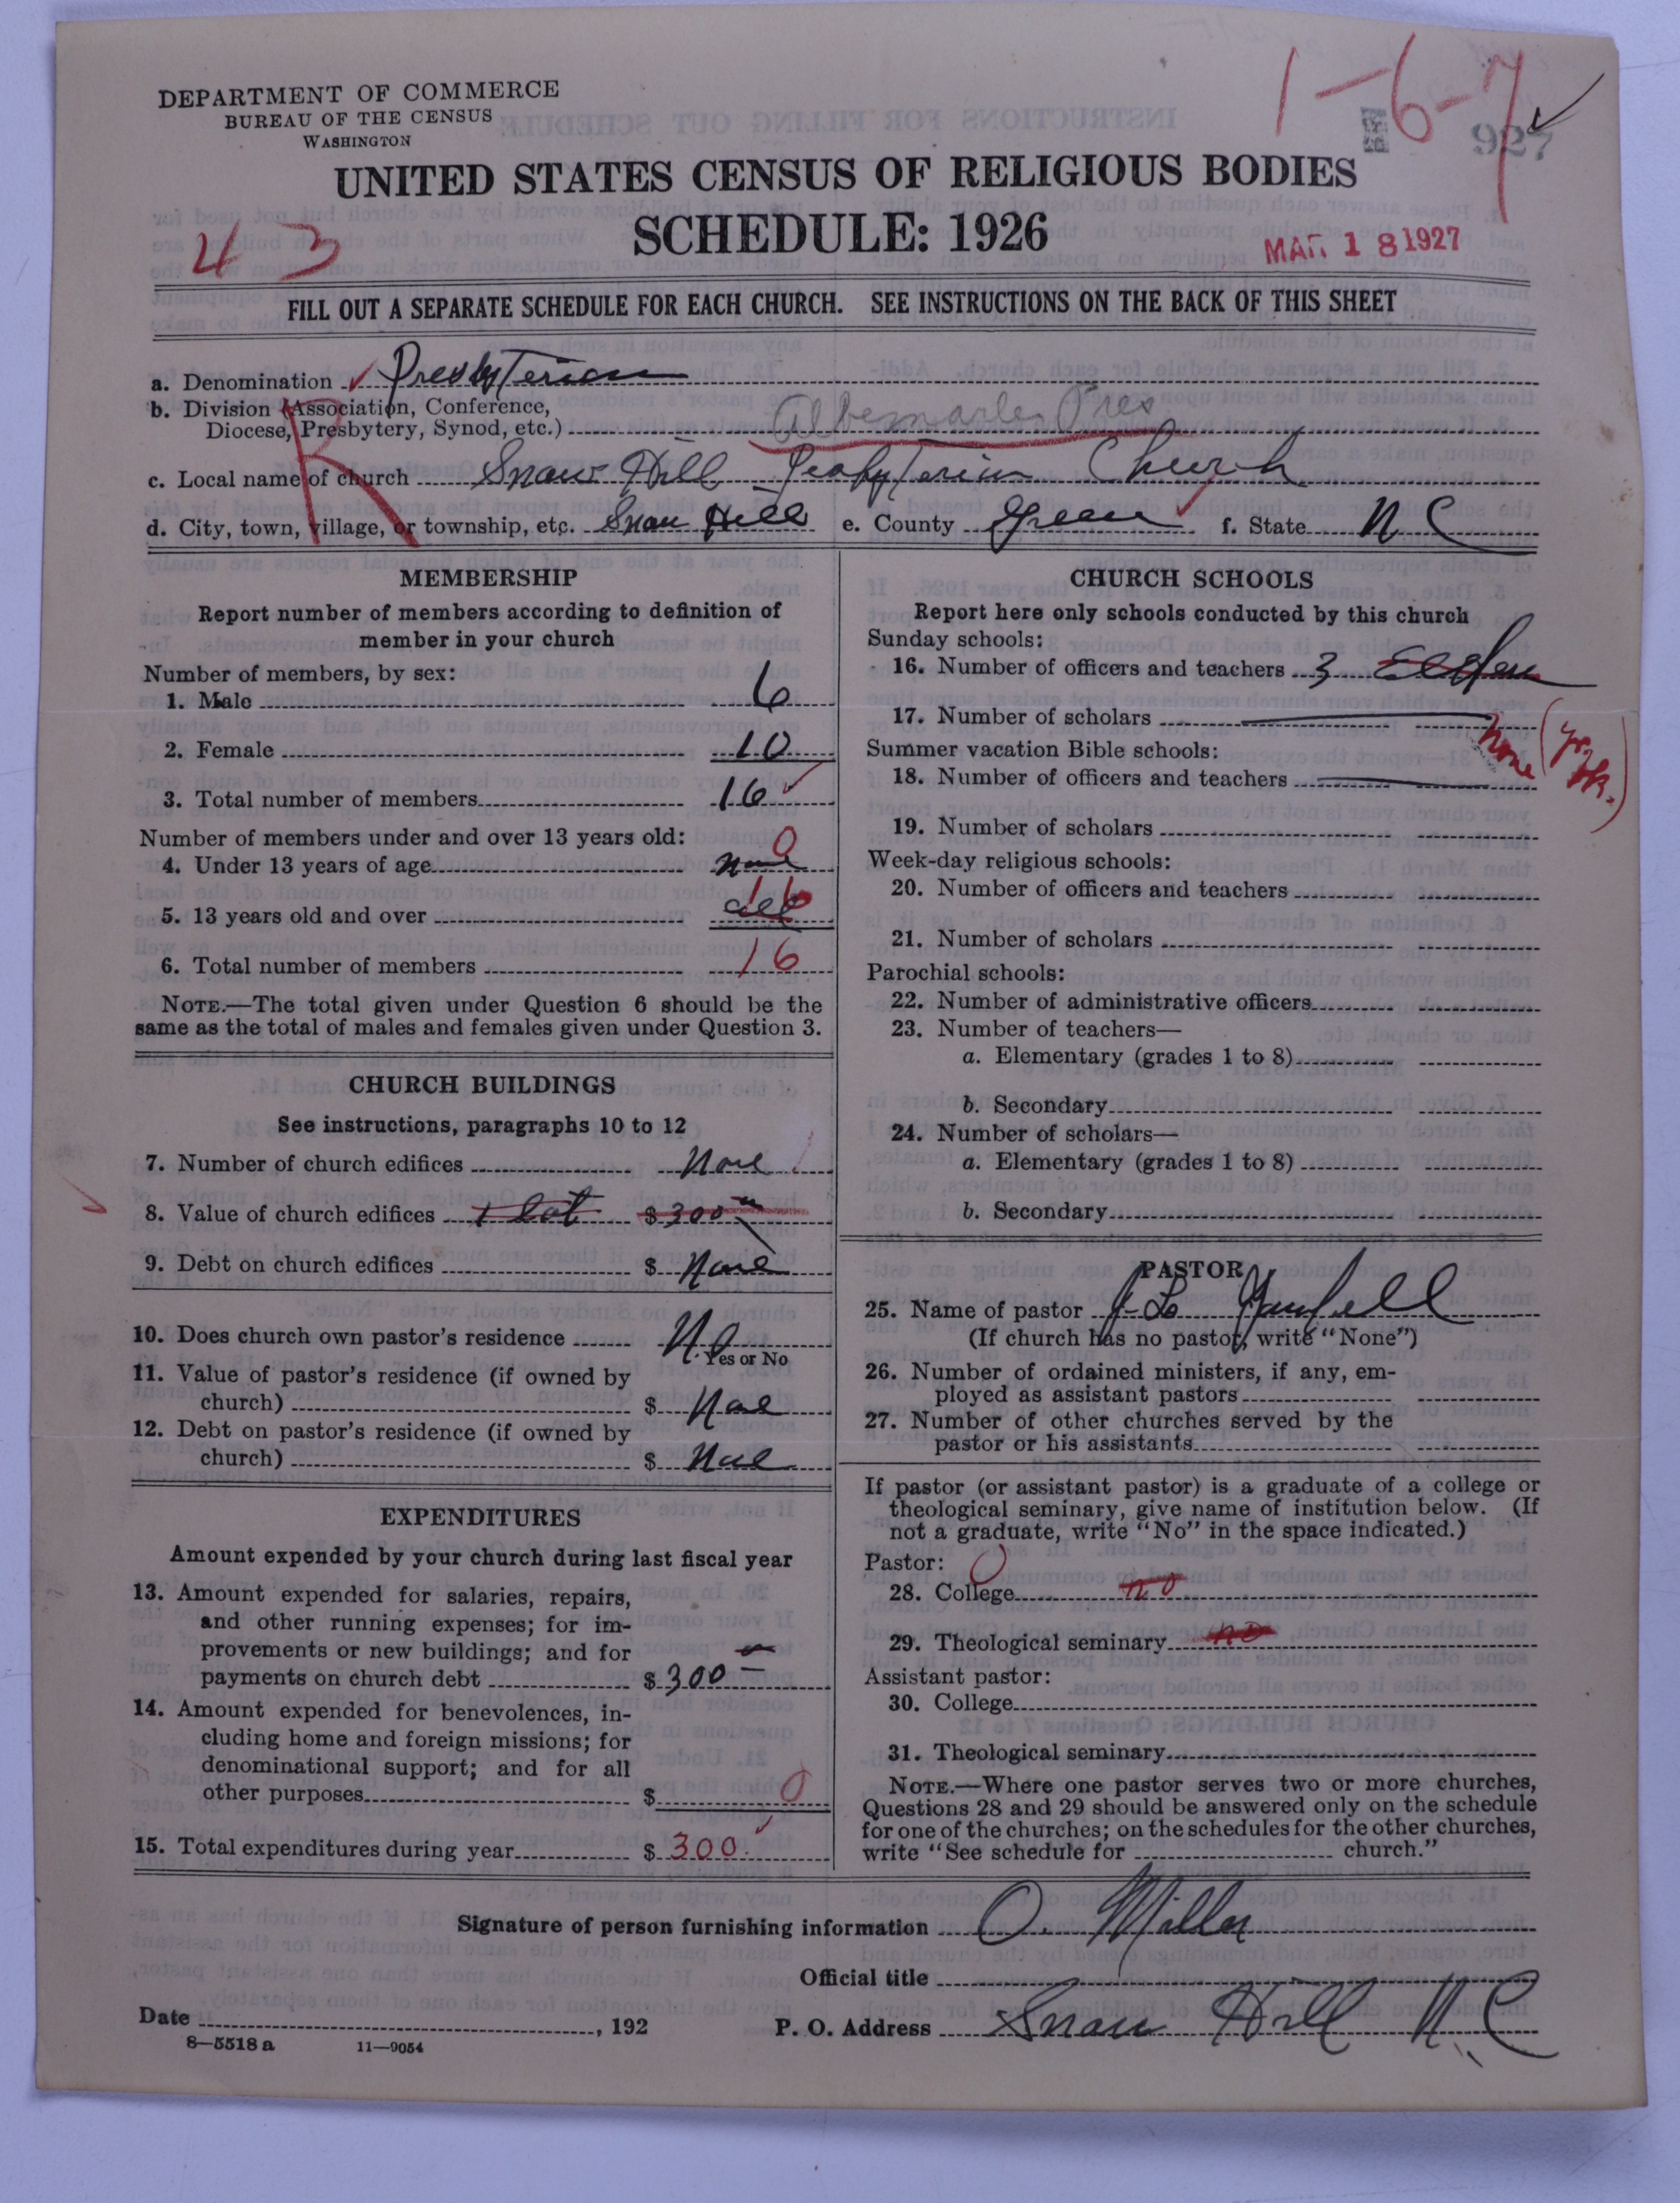 DEPARTMENT OF COMMERCE
BUREAU OF THE CENSUS
WASHINGTON
1-6-7
927
UNITED STATES CENSUS OF RELIGIOUS BODIES
SCHEDULE: 1926
43
MAR 18 1927
FILL OUT A SEPARATE SCHEDULE FOR EACH CHURCH. SEE INSTRUCTIONS ON THE BACK OF THIS SHEET
a. Denomination Presbyterian
b. Division (Association, Conference,
Diocese, Presbytery, Synod, etc.) Albemarle Pres
R
c. Local name of church Snow Hill Presbyterian Church
d. City, town, village, or township, etc. Snow Hill e. County Green f. State N C
MEMBERSHIP
Report number of members according to definition of
member in your church
Number of members, by sex:
1. Male 6
2. Female 10
3. Total number of members 16
Number of members under and over 13 years old:
4. Under 13 years of age none 0
5. 13 years old and over all 16
6. Total number of members 16
NOTE.—The total given under Question 6 should be the
same as the total of males and females given under Question 3.
CHURCH BUILDINGS
See instructions, paragraphs 10 to 12
7. Number of church edifices None
8. Value of church edifices 1 lot $ 300
9. Debt on church edifices $ None
10. Does church own pastor's residence No
Yes or No
11. Value of pastor's residence (if owned by
church) $ None
12. Debt on pastor's residence (if owned by
church) $ None
EXPENDITURES
Amount expended by your church during last fiscal year
13. Amount expended for salaries, repairs,
and other running expenses; for im-
provements or new buildings; and for
payments on church debt $ 300
14. Amount expended for benevolences, in-
cluding home and foreign missions; for
denominational support; and for all
other purposes $ 0
15. Total expenditures during year $ 300
CHURCH SCHOOLS
Report here only schools conducted by this church
Sunday schools:
16. Number of officers and teachers 3
17. Number of scholars none (yr. bk.)
Summer vacation Bible schools:
18. Number of officers and teachers
19. Number of scholars
Week-day religious schools:
20. Number of officers and teachers
21. Number of scholars
Parochial schools:
22. Number of administrative officers
23. Number of teachers—
a. Elementary (grades 1 to 8)
b. Secondary
24. Number of scholars—
a. Elementary (grades 1 to 8)
b. Secondary
PASTOR
25. Name of pastor
(If church has no pastor, write "None")
26. Number of ordained ministers, if any, em-
ployed as assistant pastors
27. Number of other churches served by the
pastor or his assistants
If pastor (or assistant pastor) is a graduate of a college or
theological seminary, give name of institution below. (If
not a graduate, write "No" in the space indicated.)
Pastor: 0
28. College no
29. Theological seminary no
Assistant pastor:
30. College
31. Theological seminary
NOTE.—Where one pastor serves two or more churches,
Questions 28 and 29 should be answered only on the schedule
for one of the churches; on the schedules for the other churches,
write "See schedule for church."
Signature of person furnishing information O. Miller
Official title
Date , 192
P. O. Address Snow Hill N C
8—5518 a 11—9054